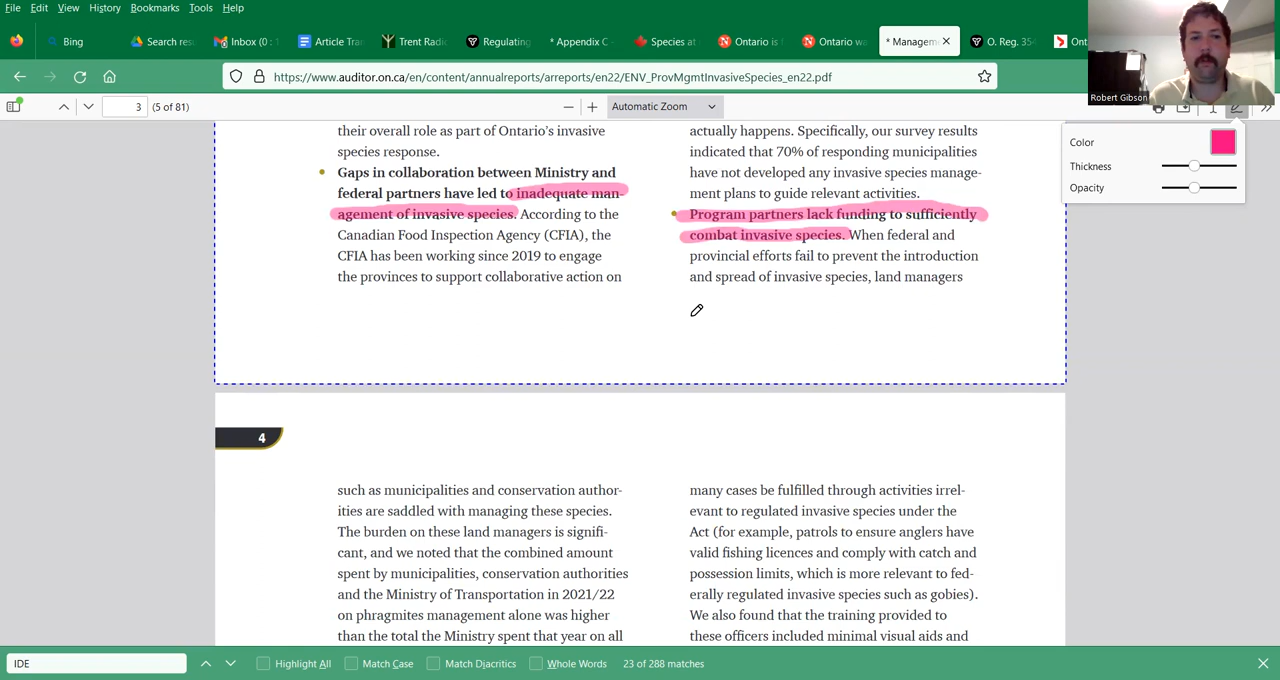 File Edit View History Bookmarks Tools Help
Bing
Search res
Inbox (0 :
Article Tra
Trent Radi
Regulating
* Appendix C -
Species at
Ontario is
Ontario wa
* Managem
O. Reg. 35
Ont
https://www.auditor.on.ca/en/content/annualreports/arreports/en22/ENV_ProvMgmtInvasiveSpecies_en22.pdf
Robert Gibson
3 (5 of 81)
Automatic Zoom
Color
Thickness
Opacity
their overall role as part of Ontario's invasive
species response.
• Gaps in collaboration between Ministry and
federal partners have led to inadequate man-
agement of invasive species. According to the
Canadian Food Inspection Agency (CFIA), the
CFIA has been working since 2019 to engage
the provinces to support collaborative action on
actually happens. Specifically, our survey results
indicated that 70% of responding municipalities
have not developed any invasive species manage-
ment plans to guide relevant activities.
• Program partners lack funding to sufficiently
combat invasive species. When federal and
provincial efforts fail to prevent the introduction
and spread of invasive species, land managers
4
such as municipalities and conservation author-
ities are saddled with managing these species.
The burden on these land managers is signifi-
cant, and we noted that the combined amount
spent by municipalities, conservation authorities
and the Ministry of Transportation in 2021/22
on phragmites management alone was higher
than the total the Ministry spent that year on all
many cases be fulfilled through activities irrel-
evant to regulated invasive species under the
Act (for example, patrols to ensure anglers have
valid fishing licences and comply with catch and
possession limits, which is more relevant to fed-
erally regulated invasive species such as gobies).
We also found that the training provided to
these officers included minimal visual aids and
IDE
Highlight All
Match Case
Match Diacritics
Whole Words
23 of 288 matches